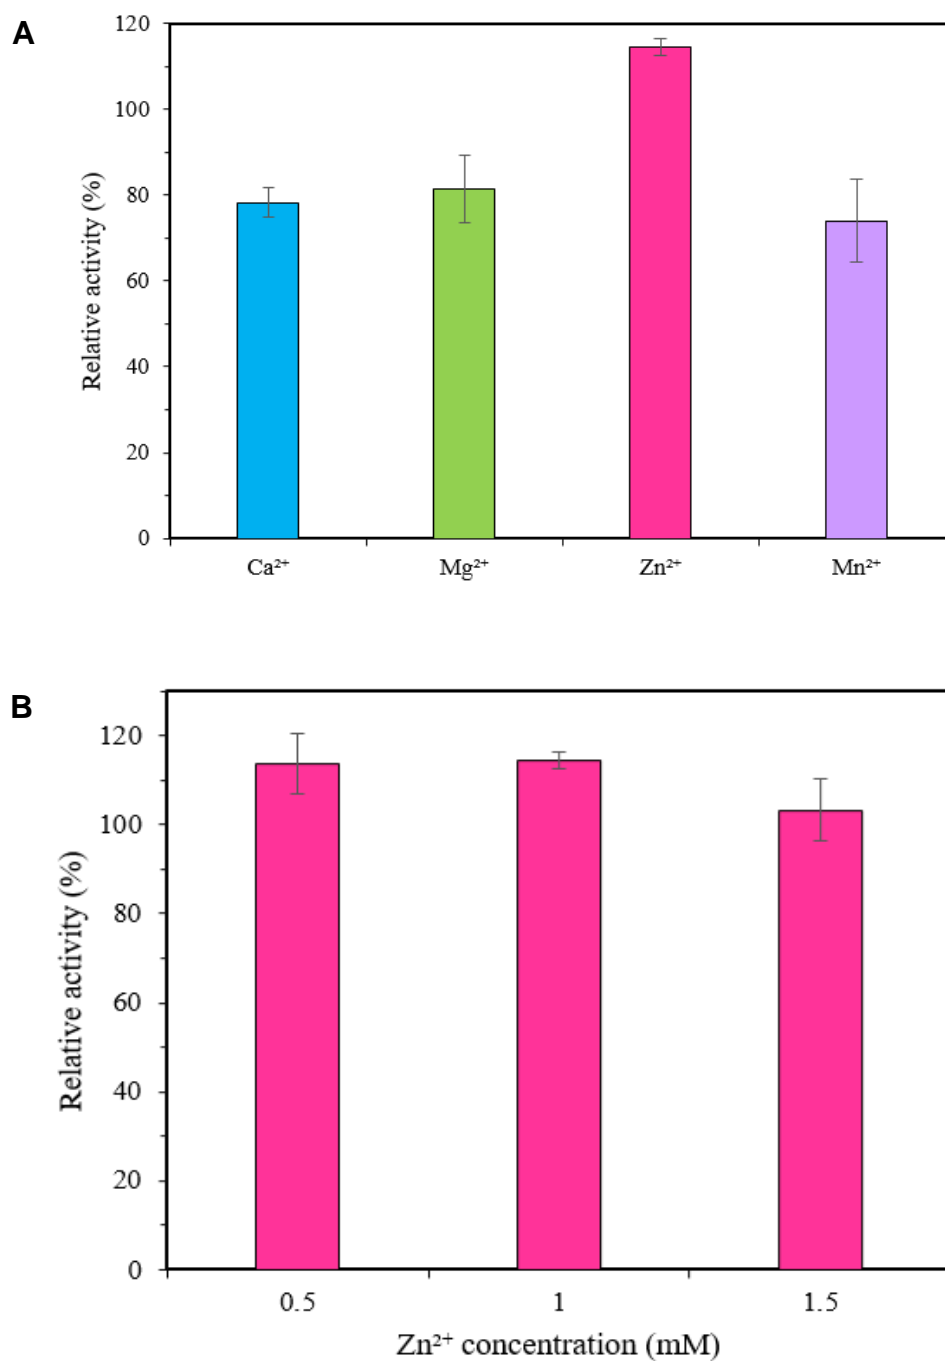 A
Relative activity (%)
120
100
80
60
40
20
0
Ca²⁺ Mg²⁺ Zn²⁺ Mn²⁺
B
Relative activity (%)
120
100
80
60
40
20
0
0.5 1 1.5
Zn²⁺ concentration (mM)